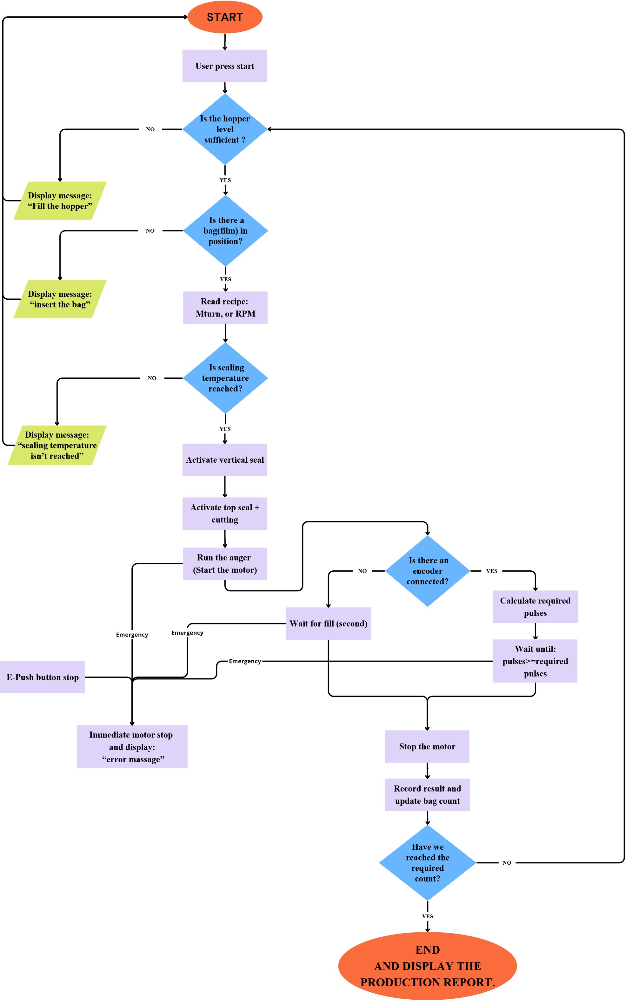 START
User press start
Is the hopper
level
sufficient ?
NO
YES
Display message:
“Fill the hopper”
Is there a
bag(film) in
position?
NO
YES
Display message:
“insert the bag”
Read recipe:
Mturn, or RPM
Is sealing
temperature
reached?
NO
YES
Display message:
“sealing temperature
isn’t reached”
Activate vertical seal
Activate top seal +
cutting
Run the auger
(Start the motor)
Is there an
encoder
connected?
NO
YES
Calculate required
pulses
Wait for fill (second)
Emergency
Emergency
Wait until:
pulses>=required
pulses
Emergency
E-Push button stop
Immediate motor stop
and display:
“error massage”
Stop the motor
Record result and
update bag count
Have we
reached the
required
count?
NO
YES
END
AND DISPLAY THE
PRODUCTION REPORT.